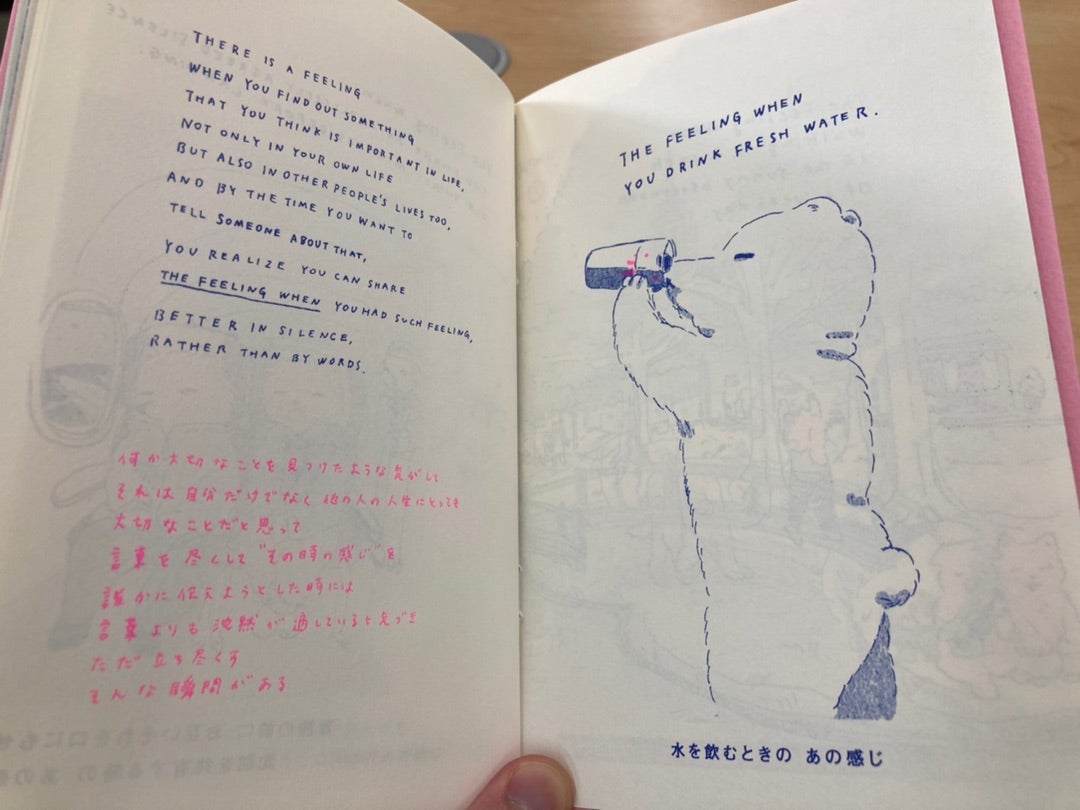 THERE IS A FEELING
WHEN YOU FIND OUT SOMETHING
THAT YOU THINK IS IMPORTANT IN LIFE,
NOT ONLY IN YOUR OWN LIFE
BUT ALSO IN OTHER PEOPLE'S LIVES TOO,
AND BY THE TIME YOU WANT TO
TELL SOMEONE ABOUT THAT,
YOU REALIZE YOU CAN SHARE
THE FEELING WHEN YOU HAD SUCH FEELING,
BETTER IN SILENCE,
RATHER THAN BY WORDS.
何か大切なことを見つけたような気がして
それは自分だけでなく他の人の人生にとっても
大切なことだと思って
言葉を尽くして"その時の感じ"を
誰かに伝えようとした時には
言葉よりも沈黙が適していると気づき
ただ立ち尽くす
そんな瞬間がある
THE FEELING WHEN
YOU DRINK FRESH WATER.
水を飲むときの あの感じ